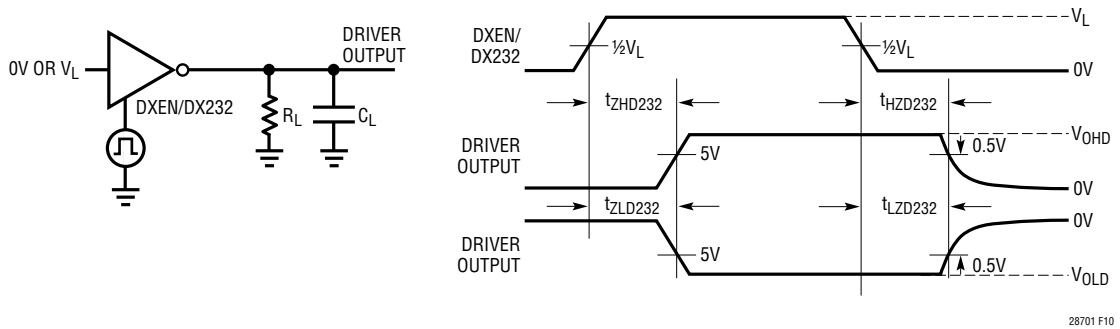 0V OR VL
DXEN/DX232
DRIVER
OUTPUT
RL
CL
DXEN/
DX232
½VL
½VL
VL
0V
tZHD232
tHZD232
DRIVER
OUTPUT
5V
VOHD
0.5V
0V
tZLD232
tLZD232
0V
DRIVER
OUTPUT
5V
0.5V
VOLD
28701 F10